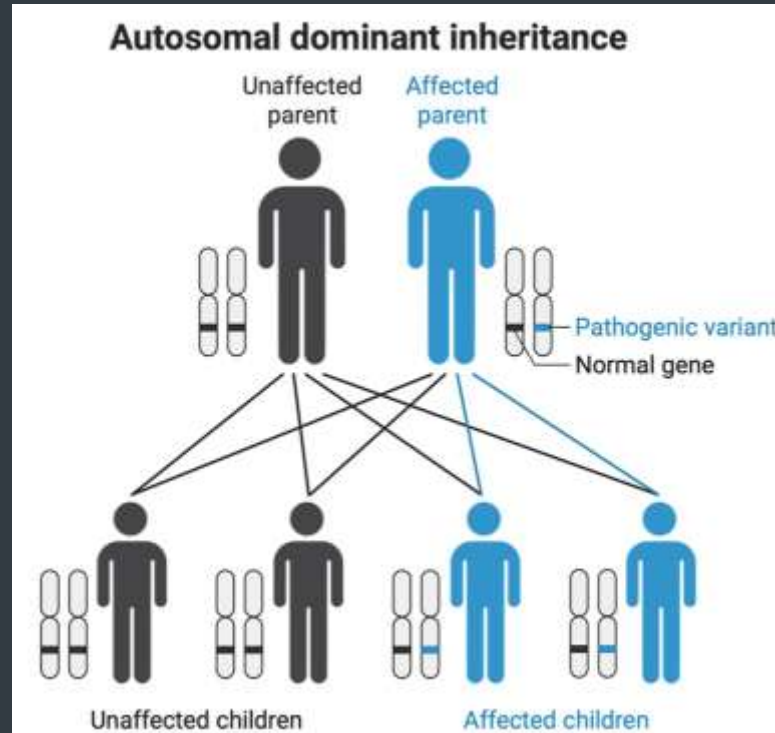 Autosomal dominant inheritance
Unaffected
parent
Affected
parent
Pathogenic variant
Normal gene
Unaffected children
Affected children